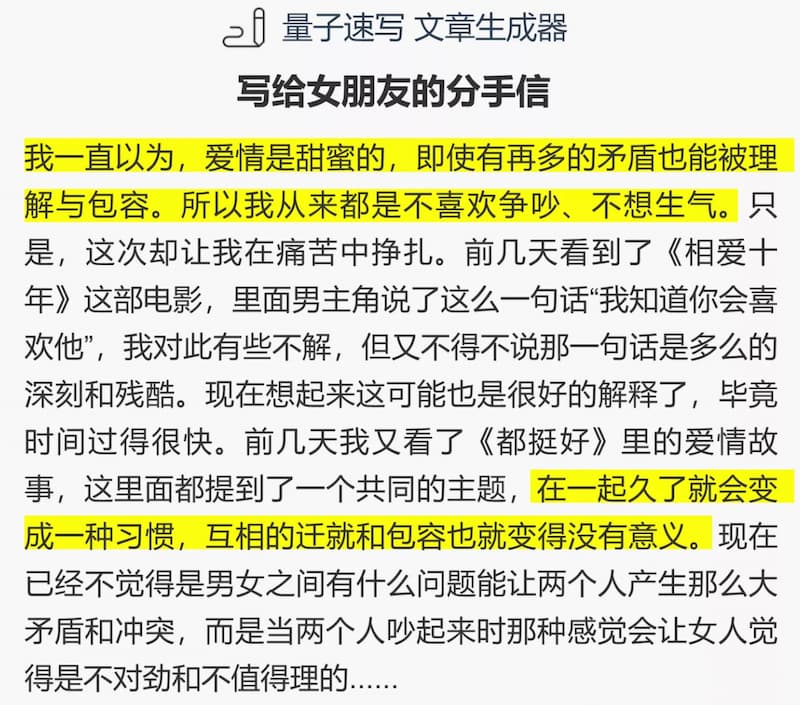 量子速写 文章生成器
写给女朋友的分手信
我一直以为，爱情是甜蜜的，即使有再多的矛盾也能被理
解与包容。所以我从来都是不喜欢争吵、不想生气。只
是，这次却让我在痛苦中挣扎。前几天看到了《相爱十
年》这部电影，里面男主角说了这么一句话“我知道你会喜
欢他”，我对此有些不解，但又不得不说那一句话是多么的
深刻和残酷。现在想起来这可能也是很好的解释了，毕竟
时间过得很快。前几天我又看了《都挺好》里的爱情故
事，这里面都提到了一个共同的主题，在一起久了就会变
成一种习惯，互相的迁就和包容也就变得没有意义。现在
已经不觉得是男女之间有什么问题能让两个人产生那么大
矛盾和冲突，而是当两个人吵起来时那种感觉会让女人觉
得是不对劲和不值得理的......